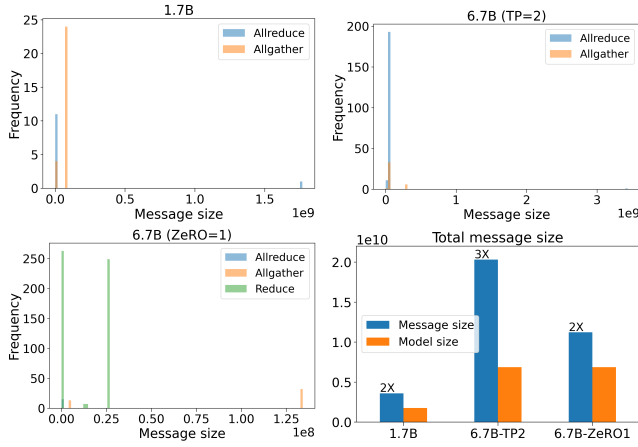 1.7B
Allreduce
Allgather
Frequency
25
20
15
10
5
0
0.0 0.5 1.0 1.5
Message size
1e9
6.7B (TP=2)
Allreduce
Allgather
Frequency
200
150
100
50
0
0 1 2 3
Message size
1e9
6.7B (ZeRO=1)
Allreduce
Allgather
Reduce
Frequency
250
200
150
100
50
0
0.00 0.25 0.50 0.75 1.00 1.25
Message size
1e8
Total message size
1e10
2.0
1.5
1.0
0.5
0.0
Message size
Model size
2X
3X
2X
1.7B 6.7B-TP2 6.7B-ZeRO1